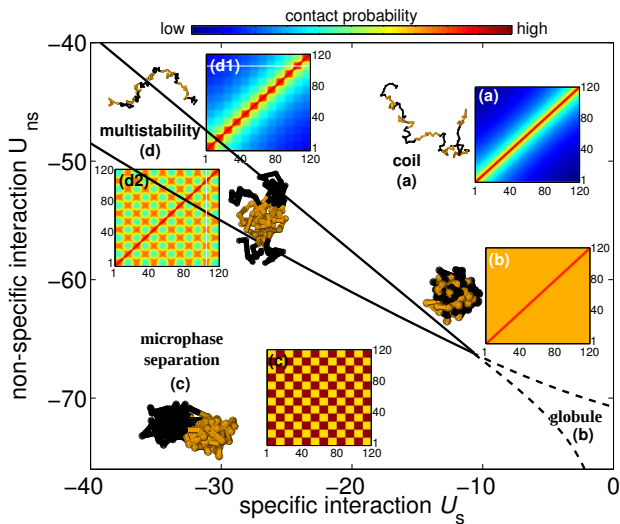 contact probability
low
high
−40
−50
−60
−70
non-specific interaction Uns
multistability
(d)
(d1)
120
80
40
1
1 40 80 120
(d2)
120
80
40
1
1 40 80 120
coil
(a)
(a)
120
80
40
1
1 40 80 120
(b)
120
80
40
1
1 40 80 120
microphase
separation
(c)
(c)
120
80
40
1
1 40 80 120
globule
(b)
−40 −30 −20 −10 0
specific interaction Us